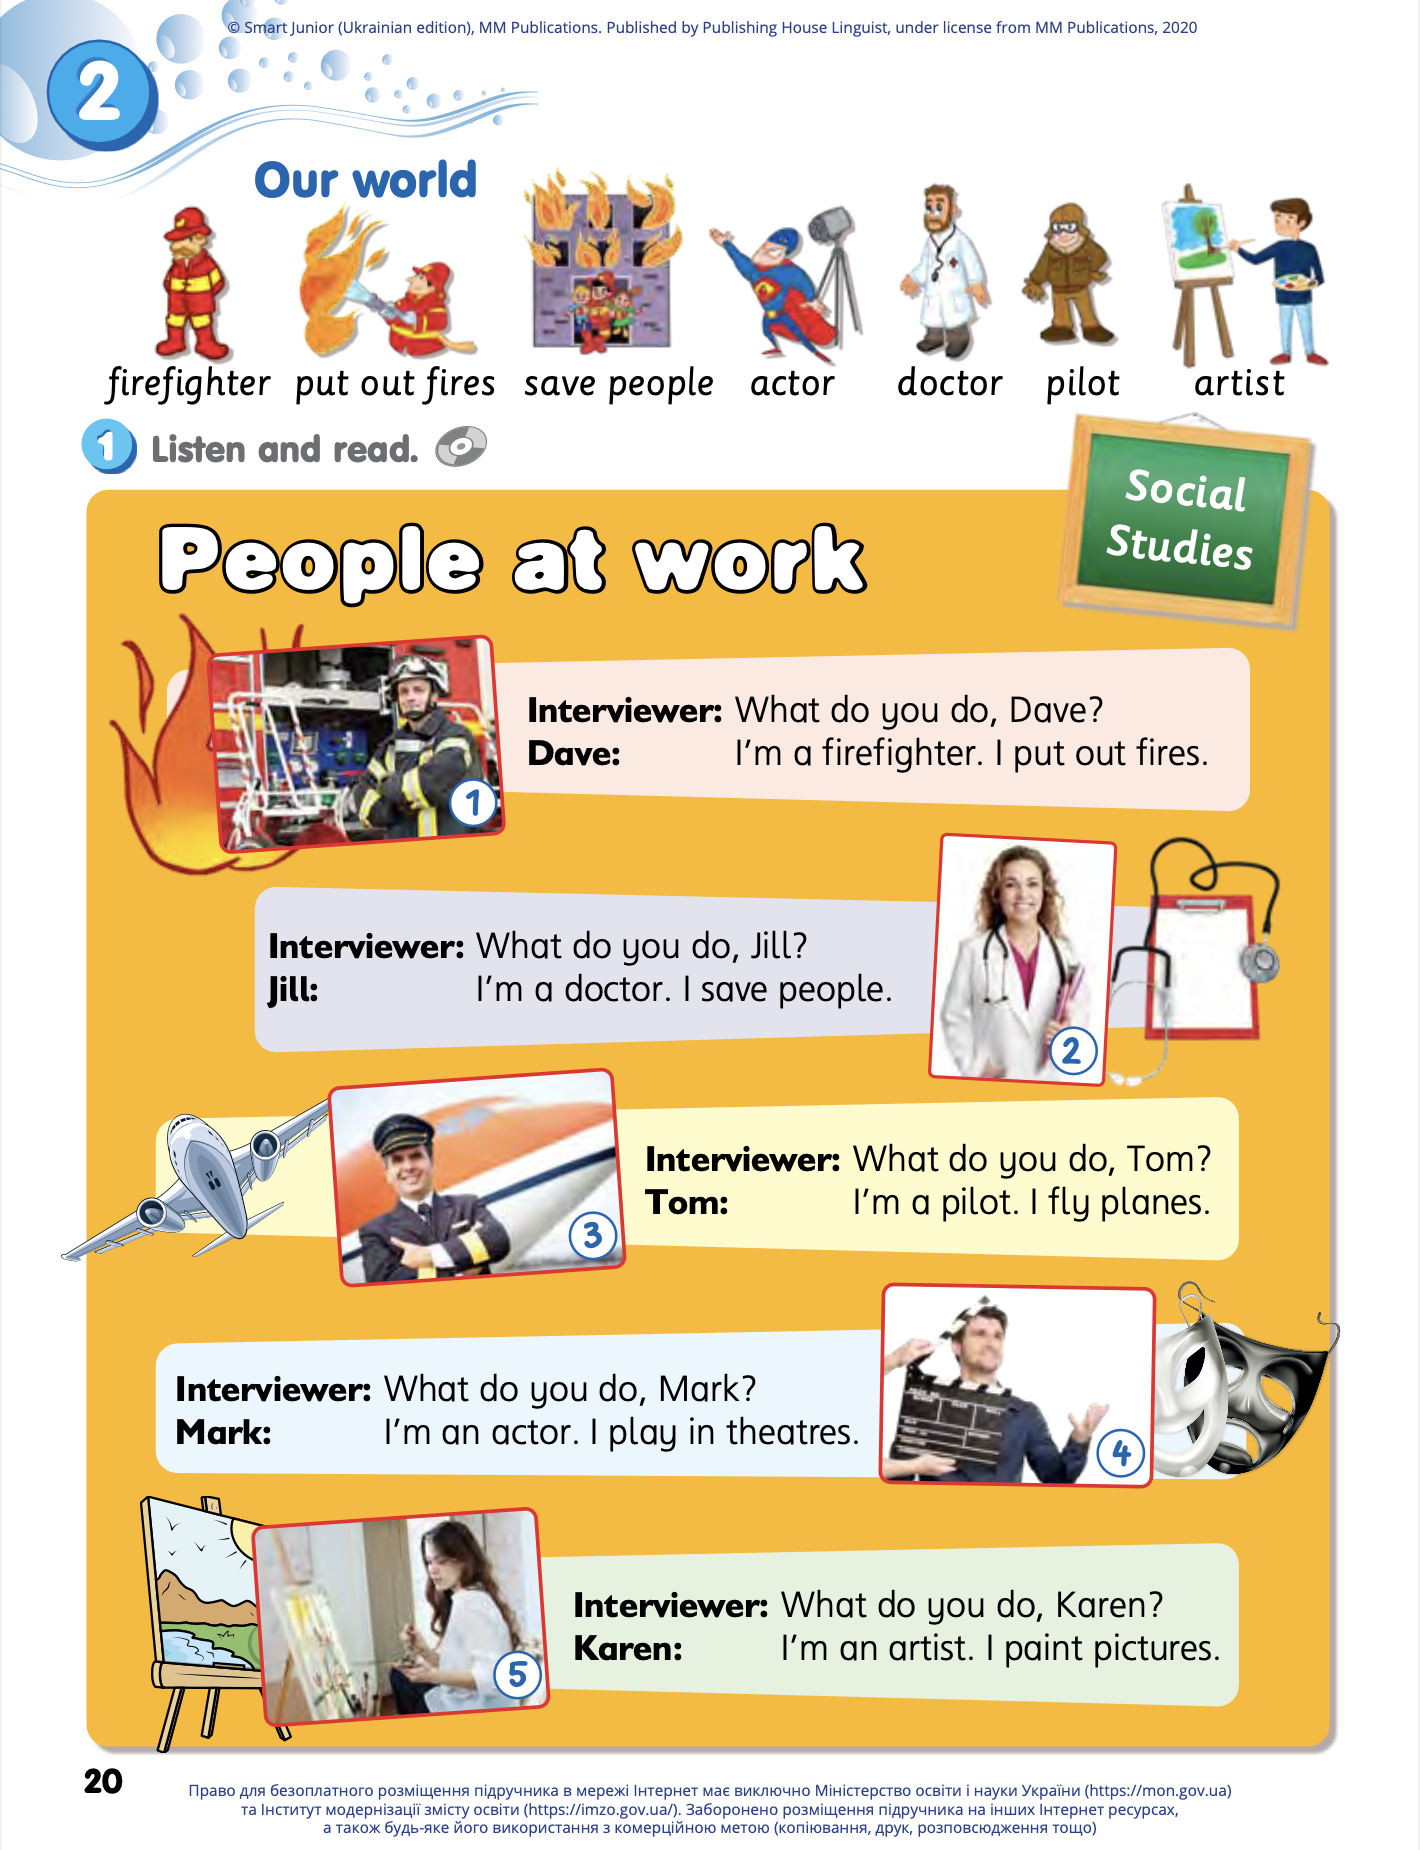 © Smart Junior (Ukrainian edition), MM Publications. Published by Publishing House Linguist, under license from MM Publications, 2020
2
Our world
firefighter put out fires save people actor doctor pilot artist
1 Listen and read.
Social
Studies
People at work
Interviewer: What do you do, Dave?
Dave: I'm a firefighter. I put out fires.
1
Interviewer: What do you do, Jill?
Jill: I'm a doctor. I save people.
2
Interviewer: What do you do, Tom?
Tom: I'm a pilot. I fly planes.
3
Interviewer: What do you do, Mark?
Mark: I'm an actor. I play in theatres.
4
Interviewer: What do you do, Karen?
Karen: I'm an artist. I paint pictures.
5
20
Право для безоплатного розміщення підручника в мережі Інтернет має виключно Міністерство освіти і науки України (https://mon.gov.ua)
та Інститут модернізації змісту освіти (https://imzo.gov.ua/). Заборонено розміщення підручника на інших Інтернет ресурсах,
а також будь-яке його використання з комерційною метою (копіювання, друк, розповсюдження тощо)